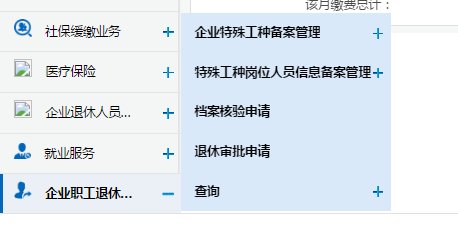 该月缴费总计：
社保缓缴业务
企业特殊工种备案管理
医疗保险
特殊工种岗位人员信息备案管理
企业退休人员...
档案核验申请
就业服务
退休审批申请
企业职工退休...
查询